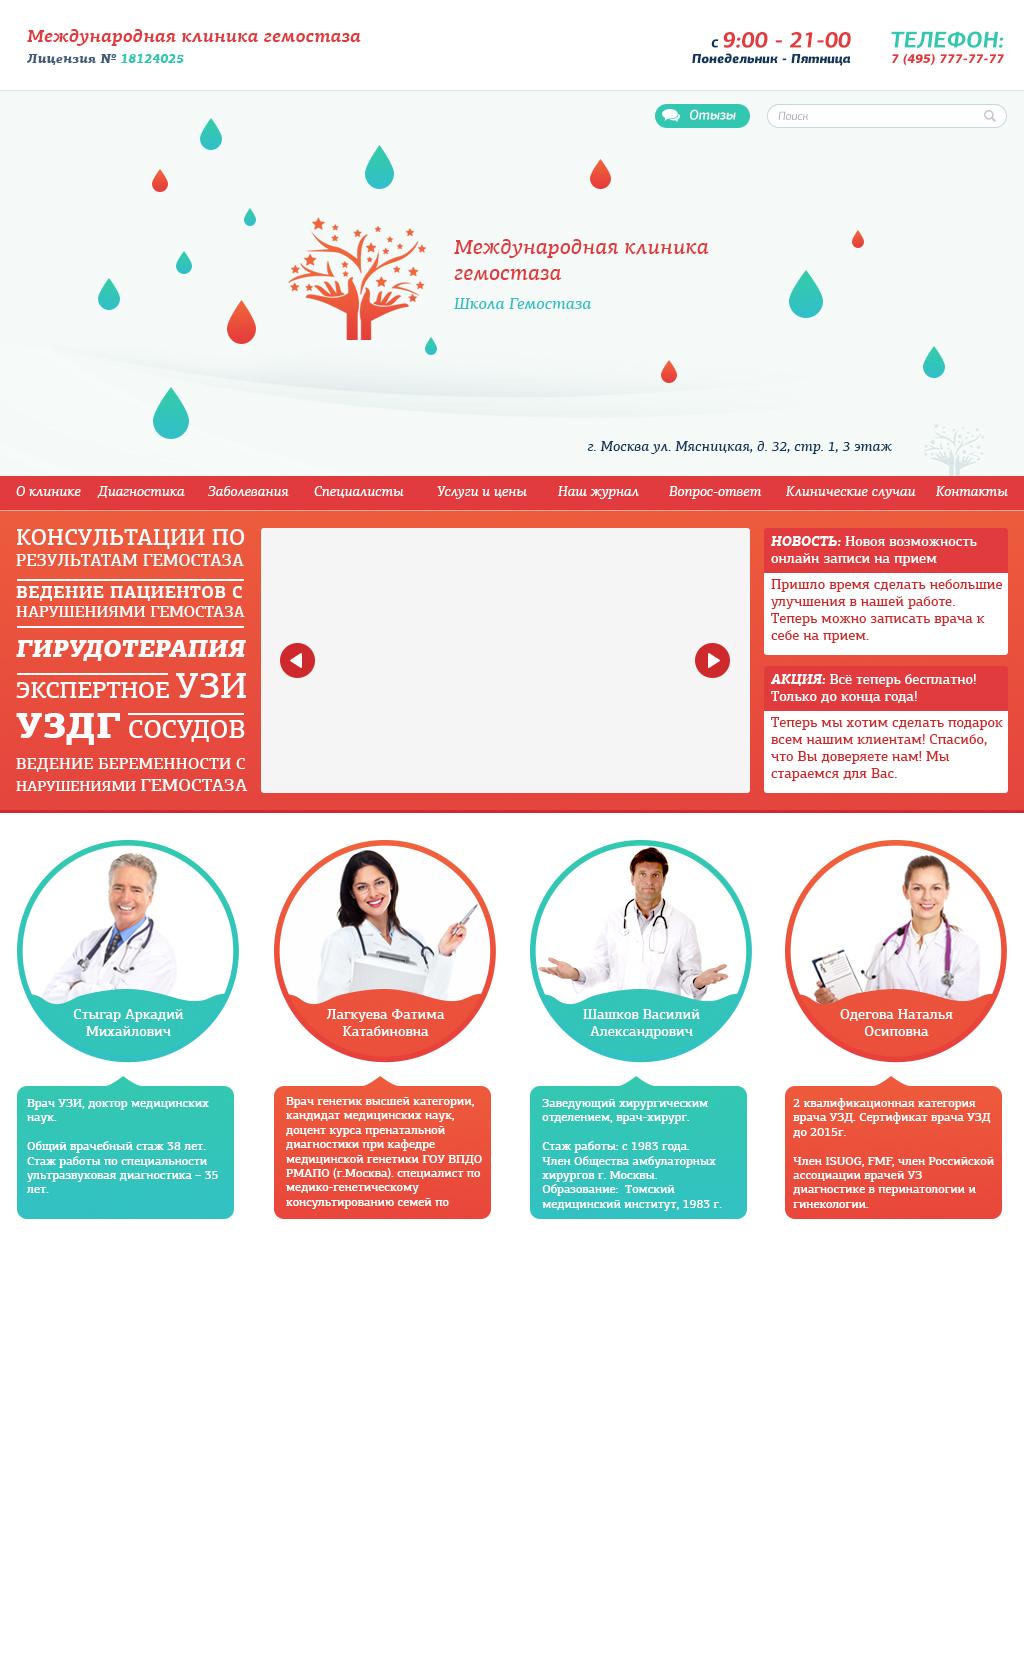 Международная клиника гемостаза
Лицензия № 18124025
с 9:00 - 21-00
Понедельник - Пятница
ТЕЛЕФОН:
7 (495) 777-77-77
Отызы
Поиск
Международная клиника
гемостаза
Школа Гемостаза
г. Москва ул. Мясницкая, д. 32, стр. 1, 3 этаж
О клинике Диагностика Заболевания Специалисты Услуги и цены Наш журнал Вопрос-ответ Клинические случаи Контакты
КОНСУЛЬТАЦИИ ПО
РЕЗУЛЬТАТАМ ГЕМОСТАЗА
ВЕДЕНИЕ ПАЦИЕНТОВ С
НАРУШЕНИЯМИ ГЕМОСТАЗА
ГИРУДОТЕРАПИЯ
ЭКСПЕРТНОЕ УЗИ
УЗДГ СОСУДОВ
ВЕДЕНИЕ БЕРЕМЕННОСТИ С
НАРУШЕНИЯМИ ГЕМОСТАЗА
НОВОСТЬ: Новоя возможность
онлайн записи на прием
Пришло время сделать небольшие
улучшения в нашей работе.
Теперь можно записать врача к
себе на прием.
АКЦИЯ: Всё теперь бесплатно!
Только до конца года!
Теперь мы хотим сделать подарок
всем нашим клиентам! Спасибо,
что Вы доверяете нам! Мы
стараемся для Вас.
Стыгар Аркадий
Михайлович
Лагкуева Фатима
Катабиновна
Шашков Василий
Александрович
Одегова Наталья
Осиповна
Врач УЗИ, доктор медицинских
наук.
Общий врачебный стаж 38 лет.
Стаж работы по специальности
ультразвуковая диагностика – 35
лет.
Врач генетик высшей категории,
кандидат медицинских наук,
доцент курса пренатальной
диагностики при кафедре
медицинской генетики ГОУ ВПДО
РМАПО (г.Москва). специалист по
медико-генетическому
консультированию семей по
Заведующий хирургическим
отделением, врач-хирург.
Стаж работы: с 1983 года.
Член Общества амбулаторных
хирургов г. Москвы.
Образование:  Томский
медицинский институт, 1983 г.
2 квалификационная категория
врача УЗД. Сертификат врача УЗД
до 2015г.
Член ISUOG, FMF, член Российской
ассоциации врачей УЗ
диагностике в перинатологии и
гинекологии.